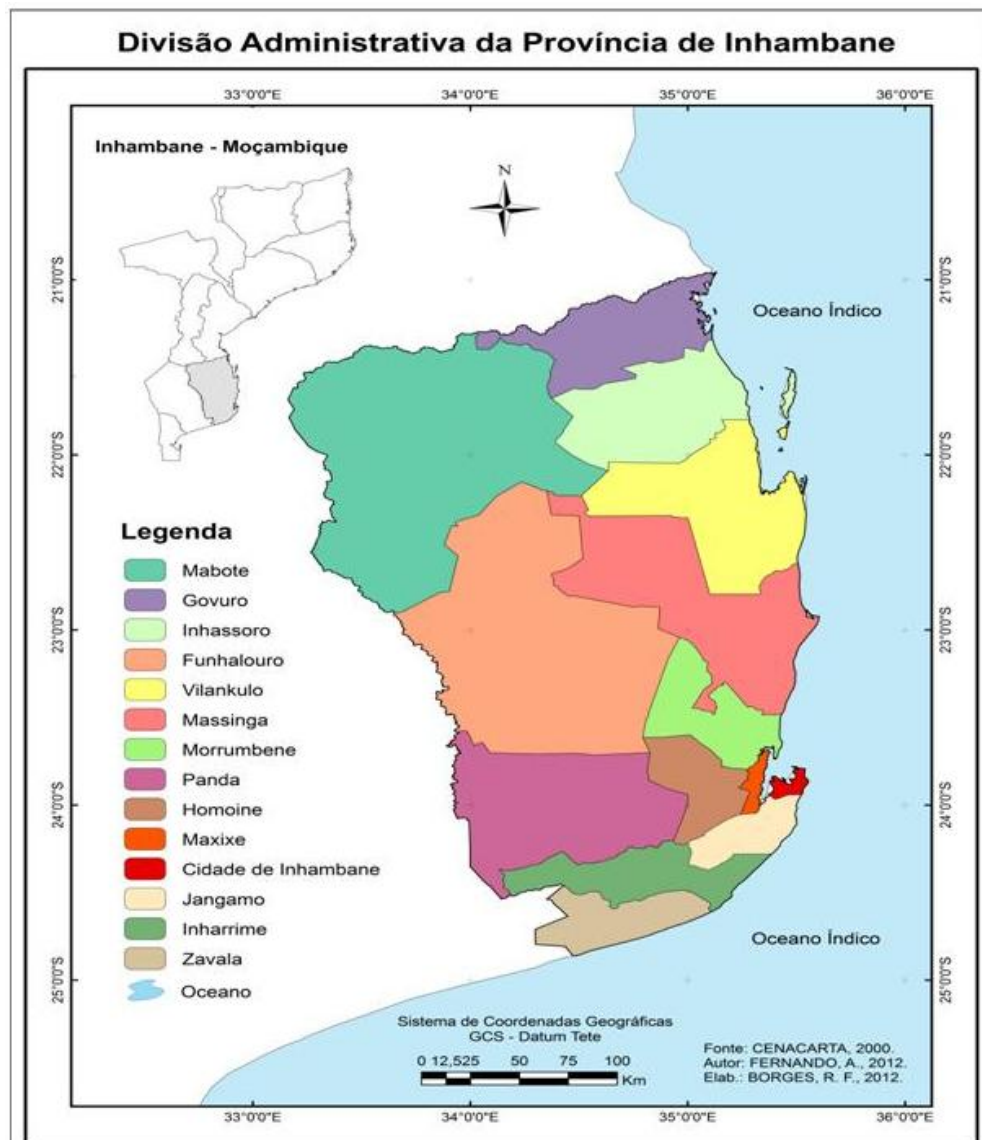 Divisão Administrativa da Província de Inhambane
33°0'0"E 34°0'0"E 35°0'0"E 36°0'0"E
Inhambane - Moçambique
N
21°0'0"S
21°0'0"S
Oceano Índico
22°0'0"S
22°0'0"S
Legenda
Mabote
Govuro
Inhassoro
23°0'0"S
23°0'0"S
Funhalouro
Vilankulo
Massinga
Morrumbene
Panda
24°0'0"S
24°0'0"S
Homoine
Maxixe
Cidade de Inhambane
Jangamo
Inharrime
Oceano Índico
Zavala
25°0'0"S
25°0'0"S
Oceano
Sistema de Coordenadas Geográficas
GCS - Datum Tete
0 12,525 50 75 100
Km
Fonte: CENACARTA, 2000.
Autor: FERNANDO, A., 2012.
Elab.: BORGES, R. F., 2012.
33°0'0"E 34°0'0"E 35°0'0"E 36°0'0"E